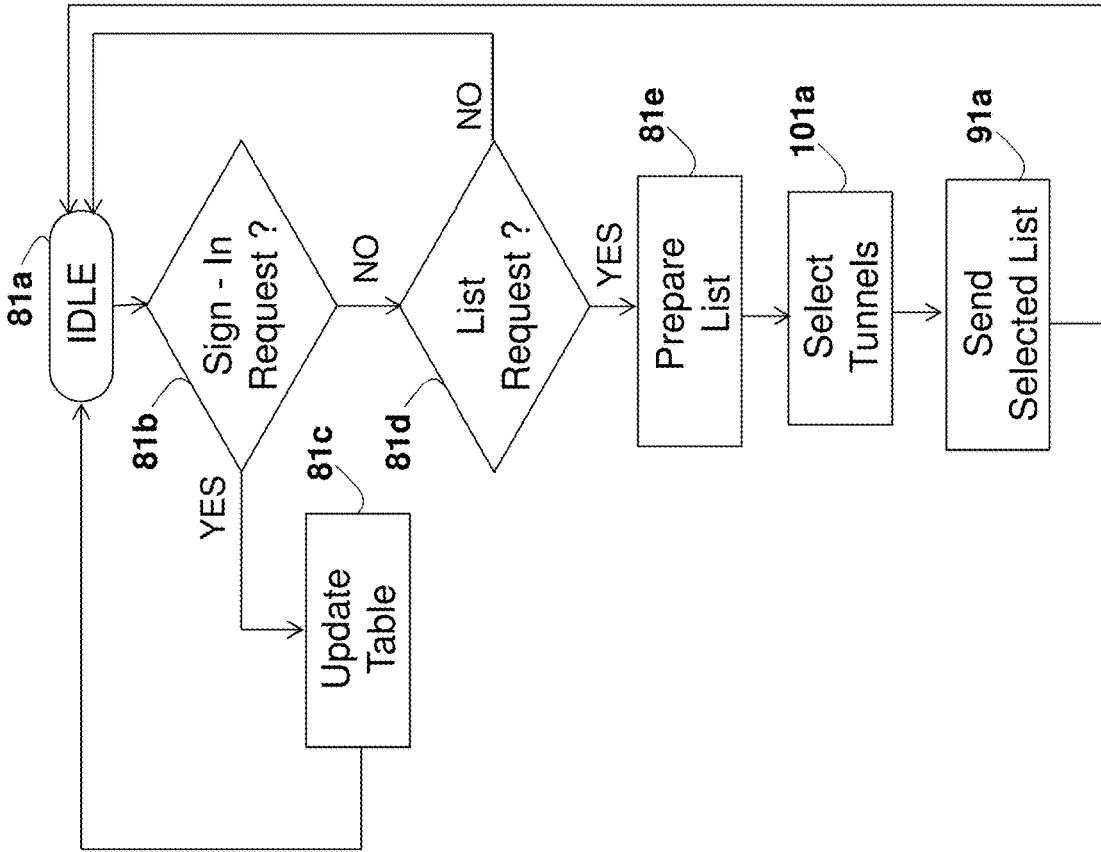 81a
IDLE
81b
Sign - In
Request ?
YES
NO
81c
Update
Table
81d
List
Request ?
NO
YES
81e
Prepare
List
101a
Select
Tunnels
91a
Send
Selected List